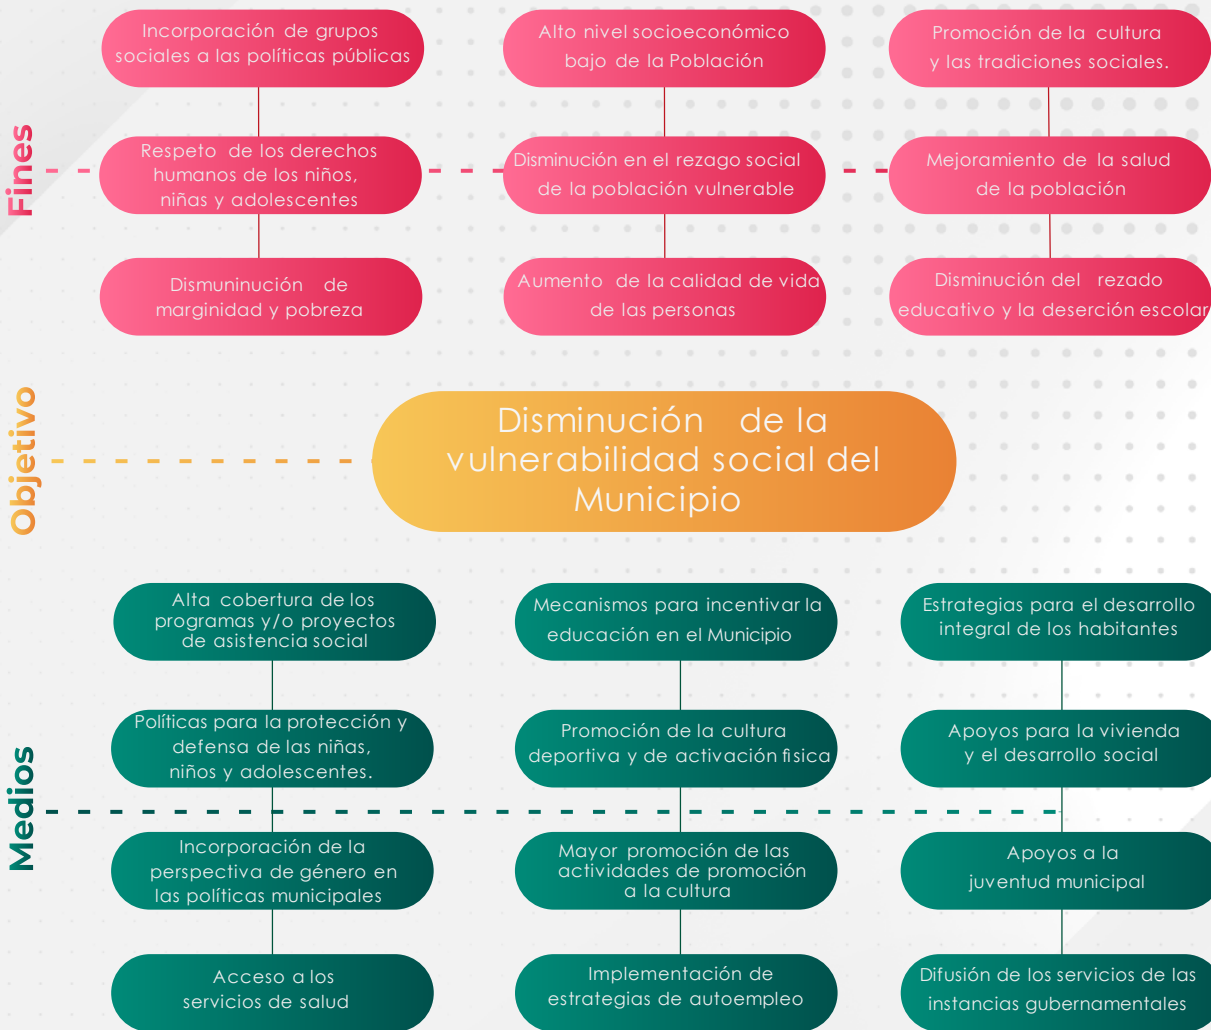 Fines
Incorporación de grupos
sociales a las políticas públicas
Alto nivel socioeconómico
bajo de la Población
Promoción de la cultura
y las tradiciones sociales.
Respeto de los derechos
humanos de los niños,
niñas y adolescentes
Disminución en el rezago social
de la población vulnerable
Mejoramiento de la salud
de la población
Dismuninución de
marginidad y pobreza
Aumento de la calidad de vida
de las personas
Disminución del rezado
educativo y la deserción escolar
Objetivo
Disminución de la
vulnerabilidad social del
Municipio
Medios
Alta cobertura de los
programas y/o proyectos
de asistencia social
Mecanismos para incentivar la
educación en el Municipio
Estrategias para el desarrollo
integral de los habitantes
Políticas para la protección y
defensa de las niñas,
niños y adolescentes.
Promoción de la cultura
deportiva y de activación física
Apoyos para la vivienda
y el desarrollo social
Incorporación de la
perspectiva de género en
las políticas municipales
Mayor promoción de las
actividades de promoción
a la cultura
Apoyos a la
juventud municipal
Acceso a los
servicios de salud
Implementación de
estrategias de autoempleo
Difusión de los servicios de las
instancias gubernamentales